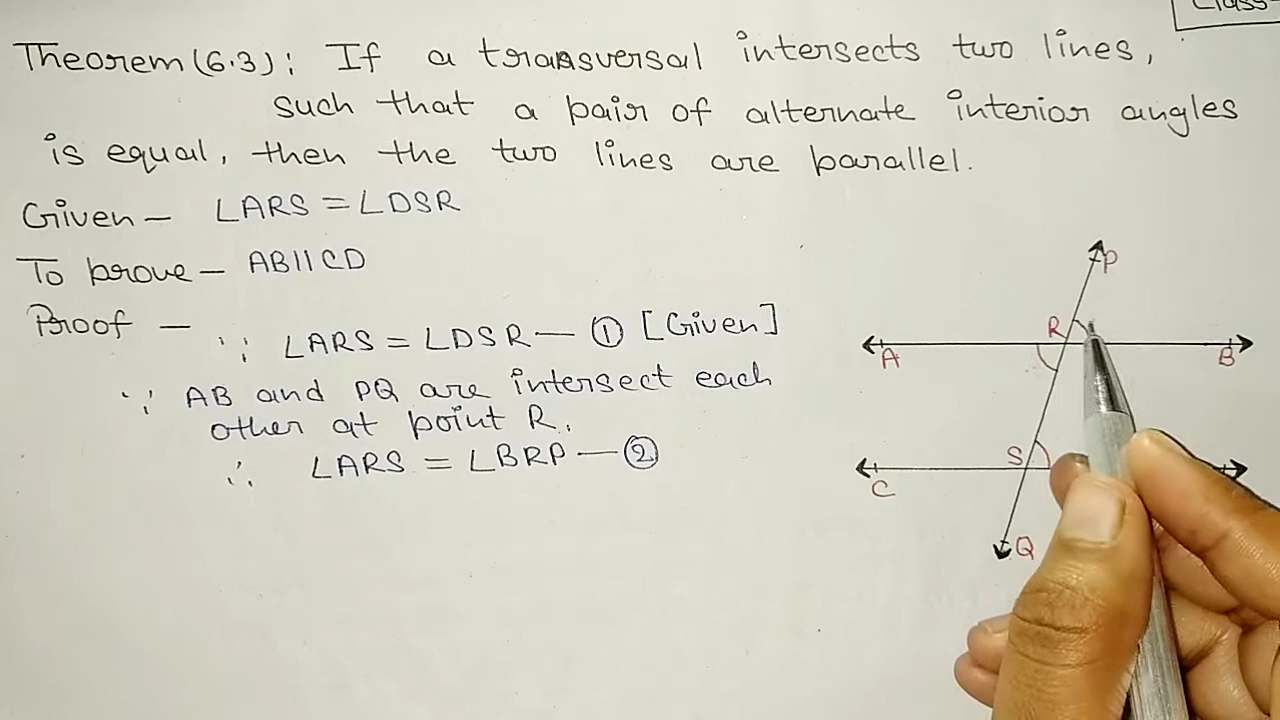 Class-
Theorem (6.3) : If a transversal intersects two lines,
such that a pair of alternate interior angles
is equal, then the two lines are parallel.
Given — ∠ARS = ∠DSR
To prove — AB || CD
Proof —
∵ ∠ARS = ∠DSR — ① [Given]
∵ AB and PQ are intersect each
other at point R.
∴ ∠ARS = ∠BRP — ②
P
R
A
B
S
C
Q